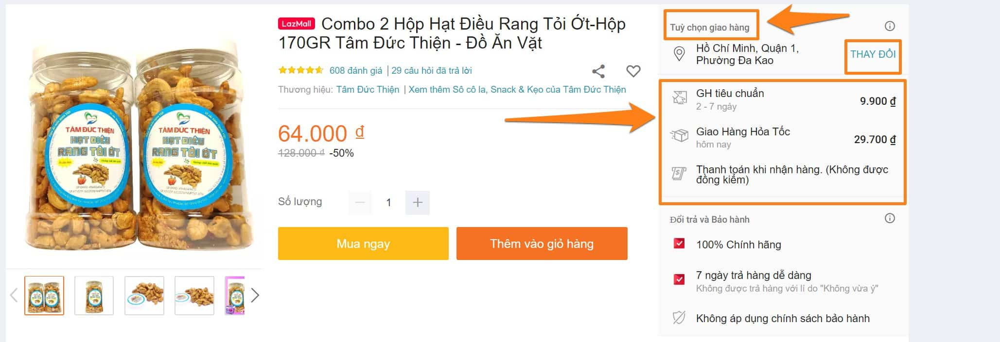 LazMall Combo 2 Hộp Hạt Điều Rang Tỏi Ớt-Hộp
170GR Tâm Đức Thiện - Đồ Ăn Vặt
608 đánh giá | 29 câu hỏi đã trả lời
Thương hiệu: Tâm Đức Thiện | Xem thêm Sô cô la, Snack & Kẹo của Tâm Đức Thiện
64.000 ₫
128.000 ₫ -50%
Số lượng
1
Mua ngay
Thêm vào giỏ hàng
TÂM ĐỨC THIỆN
HẠT ĐIỀU
RANG TỎI ỚT
TÂM ĐỨC THIỆN
HẠT ĐIỀU
RANG TỎI ỚT
Tuỳ chọn giao hàng
Hồ Chí Minh, Quận 1,
Phường Đa Kao
THAY ĐỔI
GH tiêu chuẩn
9.900 ₫
2 - 7 ngày
Giao Hàng Hỏa Tốc
29.700 ₫
hôm nay
Thanh toán khi nhận hàng. (Không được
đồng kiểm)
Đổi trả và Bảo hành
100% Chính hãng
7 ngày trả hàng dễ dàng
Không được trả hàng với lí do "Không vừa ý"
Không áp dụng chính sách bảo hành